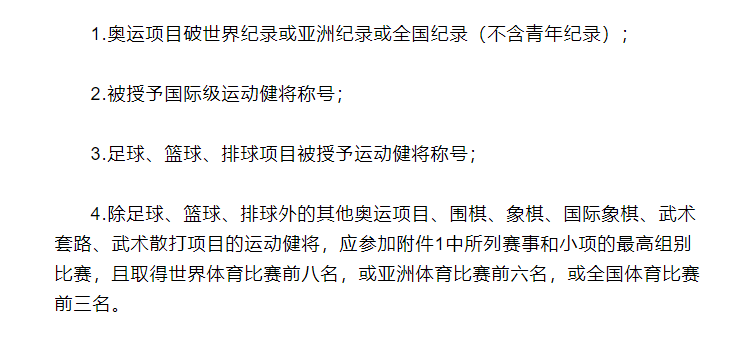 1.奥运项目破世界纪录或亚洲纪录或全国纪录（不含青年纪录）；
2.被授予国际级运动健将称号；
3.足球、篮球、排球项目被授予运动健将称号；
4.除足球、篮球、排球外的其他奥运项目、围棋、象棋、国际象棋、武术
套路、武术散打项目的运动健将，应参加附件1中所列赛事和小项的最高组别
比赛，且取得世界体育比赛前八名，或亚洲体育比赛前六名，或全国体育比赛
前三名。